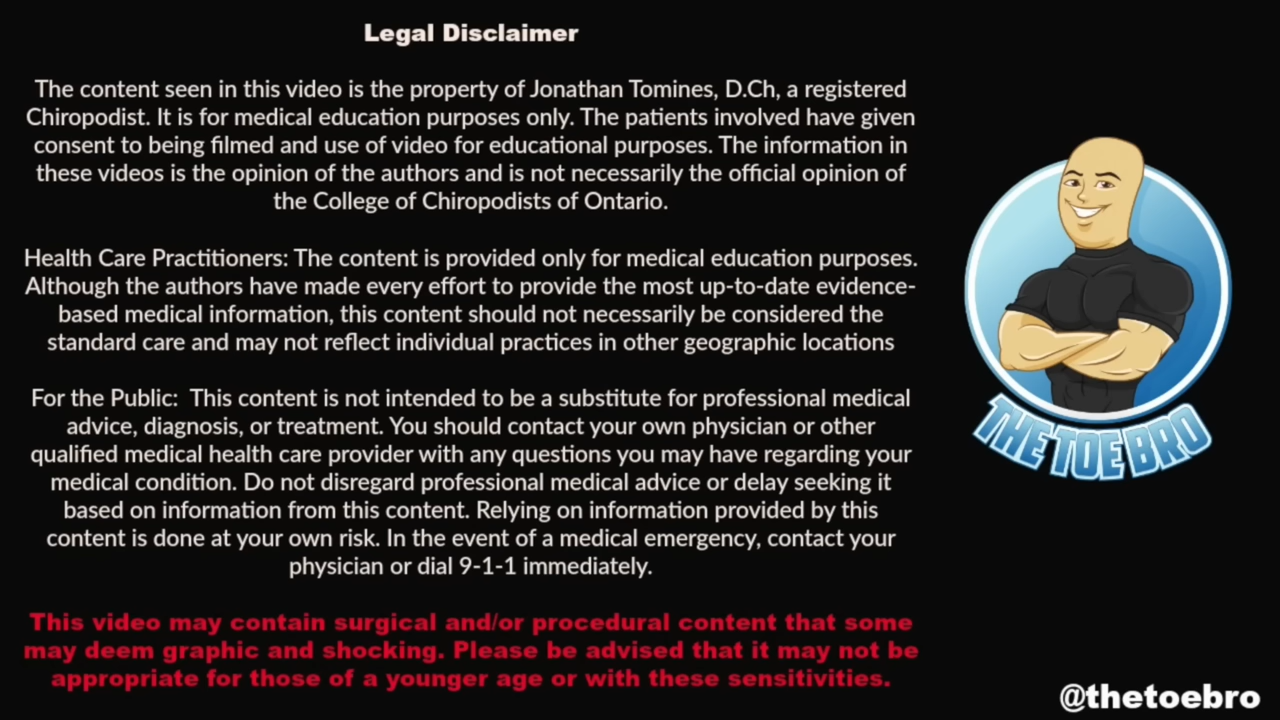 Legal Disclaimer
The content seen in this video is the property of Jonathan Tomines, D.Ch, a registered
Chiropodist. It is for medical education purposes only. The patients involved have given
consent to being filmed and use of video for educational purposes. The information in
these videos is the opinion of the authors and is not necessarily the official opinion of
the College of Chiropodists of Ontario.
Health Care Practitioners: The content is provided only for medical education purposes.
Although the authors have made every effort to provide the most up-to-date evidence-
based medical information, this content should not necessarily be considered the
standard care and may not reflect individual practices in other geographic locations
For the Public:  This content is not intended to be a substitute for professional medical
advice, diagnosis, or treatment. You should contact your own physician or other
qualified medical health care provider with any questions you may have regarding your
medical condition. Do not disregard professional medical advice or delay seeking it
based on information from this content. Relying on information provided by this
content is done at your own risk. In the event of a medical emergency, contact your
physician or dial 9-1-1 immediately.
This video may contain surgical and/or procedural content that some
may deem graphic and shocking. Please be advised that it may not be
appropriate for those of a younger age or with these sensitivities.
THE TOE BRO
@thetoebro